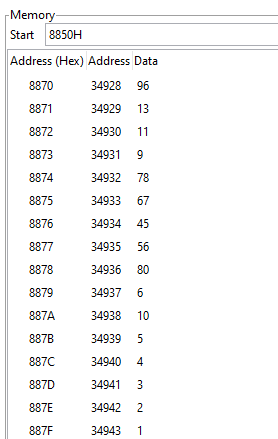 Memory
Start 8850H
Address (Hex) Address Data
8870 34928 96
8871 34929 13
8872 34930 11
8873 34931 9
8874 34932 78
8875 34933 67
8876 34934 45
8877 34935 56
8878 34936 80
8879 34937 6
887A 34938 10
887B 34939 5
887C 34940 4
887D 34941 3
887E 34942 2
887F 34943 1